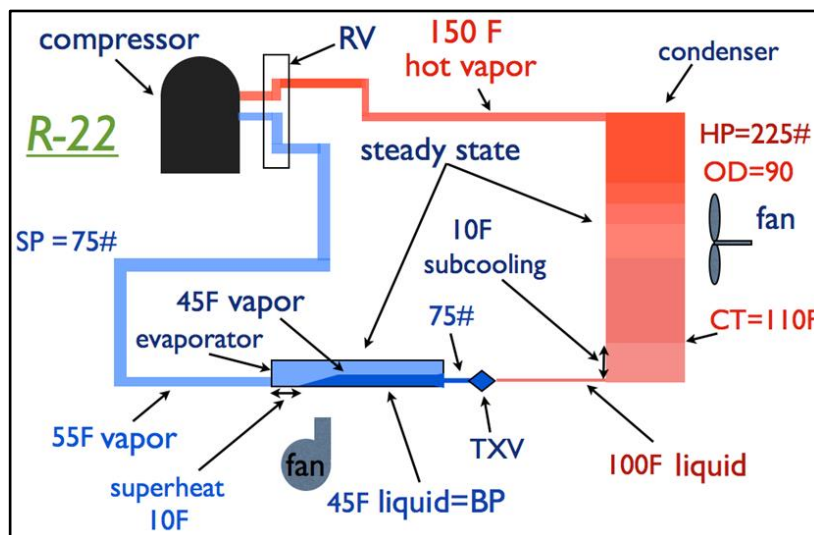 compressor
RV
150 F
hot vapor
condenser
R-22
HP=225#
OD=90
steady state
fan
SP =75#
10F
subcooling
45F vapor
75#
CT=110F
evaporator
55F vapor
fan
TXV
100F liquid
superheat
10F
45F liquid=BP